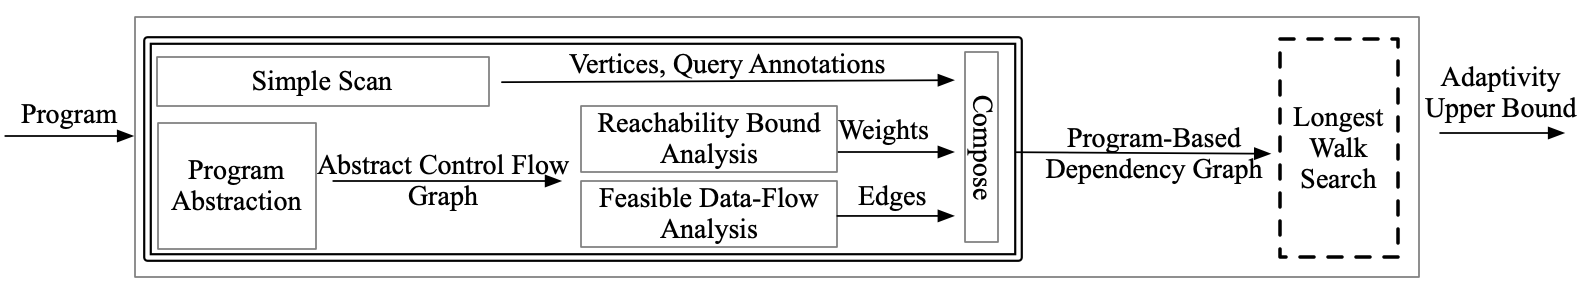 Program
Simple Scan
Vertices, Query Annotations
Program
Abstraction
Abstract Control Flow
Graph
Reachability Bound
Analysis
Weights
Feasible Data-Flow
Analysis
Edges
Compose
Program-Based
Dependency Graph
Longest
Walk
Search
Adaptivity
Upper Bound